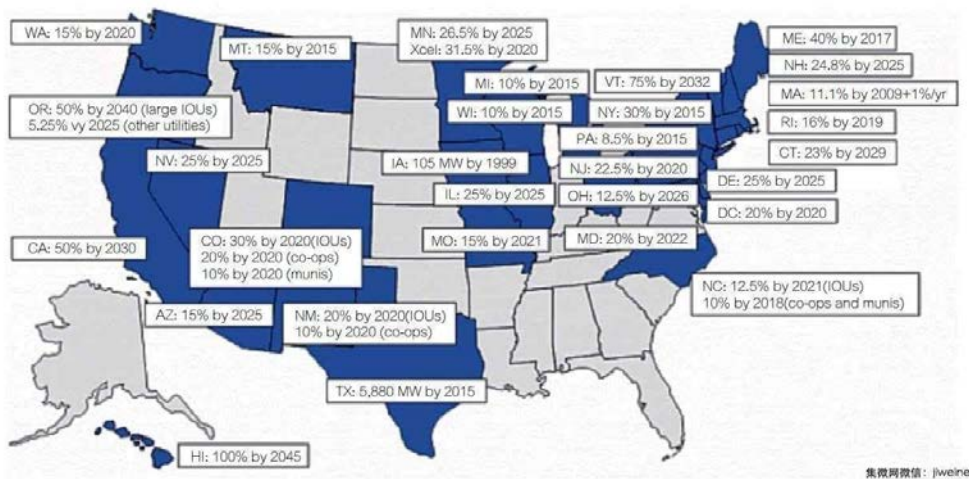 WA: 15% by 2020
MT: 15% by 2015
MN: 26.5% by 2025
Xcel: 31.5% by 2020
ME: 40% by 2017
NH: 24.8% by 2025
MI: 10% by 2015
VT: 75% by 2032
MA: 11.1% by 2009+1%/yr
OR: 50% by 2040 (large IOUs)
5.25% vy 2025 (other utilities)
WI: 10% by 2015
NY: 30% by 2015
RI: 16% by 2019
PA: 8.5% by 2015
CT: 23% by 2029
NV: 25% by 2025
IA: 105 MW by 1999
NJ: 22.5% by 2020
DE: 25% by 2025
IL: 25% by 2025
OH: 12.5% by 2026
DC: 20% by 2020
CA: 50% by 2030
CO: 30% by 2020(IOUs)
20% by 2020 (co-ops)
10% by 2020 (munis)
MO: 15% by 2021
MD: 20% by 2022
NC: 12.5% by 2021(IOUs)
10% by 2018(co-ops and munis)
AZ: 15% by 2025
NM: 20% by 2020(IOUs)
10% by 2020 (co-ops)
TX: 5,880 MW by 2015
HI: 100% by 2045
集微网微信：jiweinet